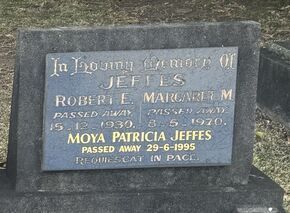 In Loving Memory Of
JEFFES
ROBERT E. MARGARET M.
PASSED AWAY PASSED AWAY
15-12-1939. 8-5-1970.
MOYA PATRICIA JEFFES
PASSED AWAY 29-6-1995
REQUIESCAT IN PACE.